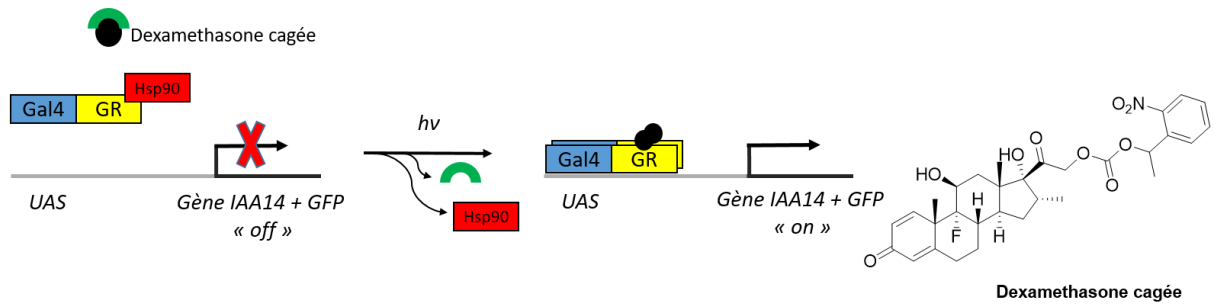 Dexamethasone cagée
Hsp90
Gal4 GR
UAS
Gène IAA14 + GFP
« off »
hv
Hsp90
Gal4 GR
UAS
Gène IAA14 + GFP
« on »
O2N
O
O
O
O
HO
HO
H
F
H
O
Dexamethasone cagée